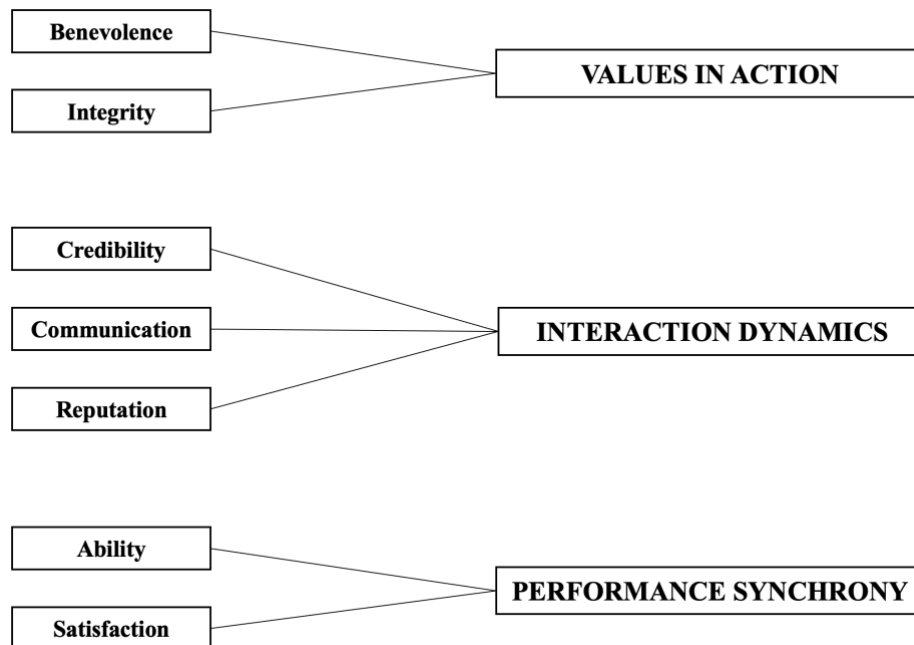 Benevolence
VALUES IN ACTION
Integrity
Credibility
Communication
INTERACTION DYNAMICS
Reputation
Ability
PERFORMANCE SYNCHRONY
Satisfaction